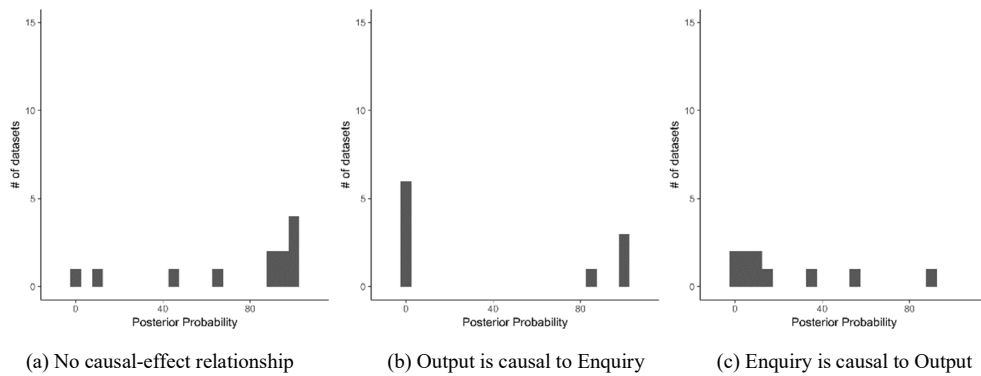 15
10
5
0
# of datasets
0
40
80
Posterior Probability
(a) No causal-effect relationship
15
10
5
0
# of datasets
0
40
80
Posterior Probability
(b) Output is causal to Enquiry
15
10
5
0
# of datasets
0
40
80
Posterior Probability
(c) Enquiry is causal to Output